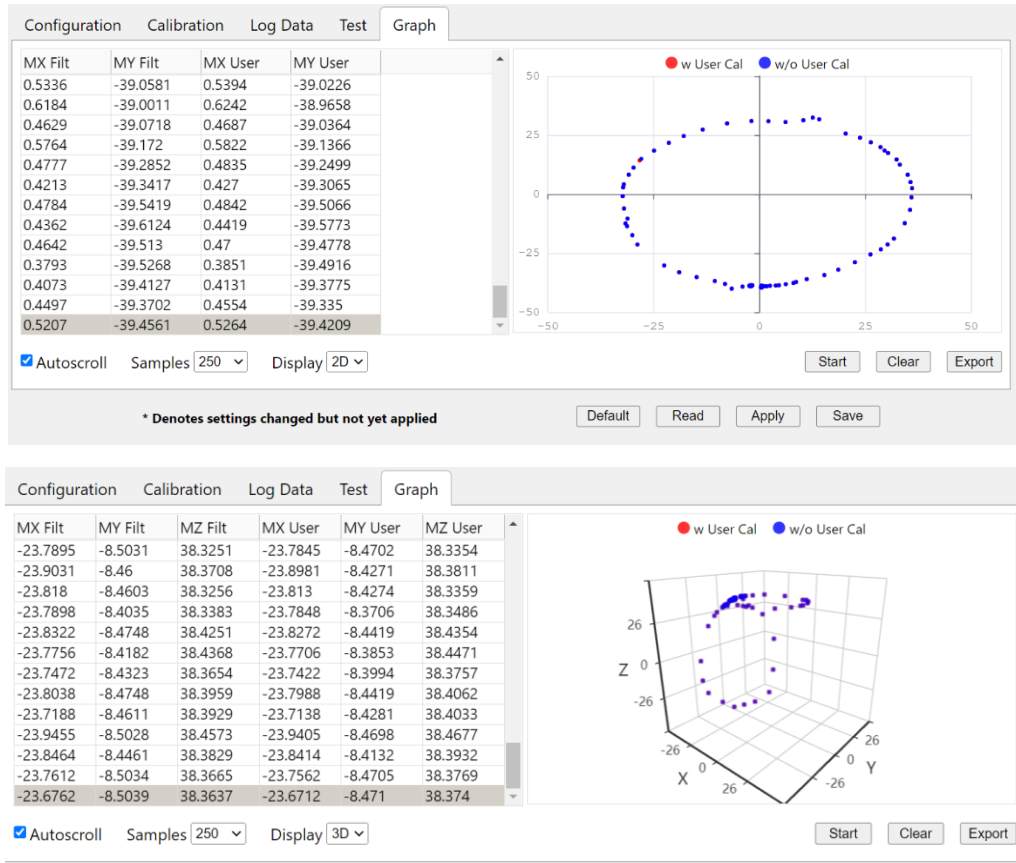 Configuration Calibration Log Data Test Graph
MX Filt MY Filt MX User MY User
0.5336 -39.0581 0.5394 -39.0226
0.6184 -39.0011 0.6242 -38.9658
0.4629 -39.0718 0.4687 -39.0364
0.5764 -39.172 0.5822 -39.1366
0.4777 -39.2852 0.4835 -39.2499
0.4213 -39.3417 0.427 -39.3065
0.4784 -39.5419 0.4842 -39.5066
0.4362 -39.6124 0.4419 -39.5773
0.4642 -39.513 0.47 -39.4778
0.3793 -39.5268 0.3851 -39.4916
0.4073 -39.4127 0.4131 -39.3775
0.4497 -39.3702 0.4554 -39.335
0.5207 -39.4561 0.5264 -39.4209
w User Cal w/o User Cal
50
25
0
-25
-50
-50 -25 0 25 50
Autoscroll Samples 250 Display 2D Start Clear Export
* Denotes settings changed but not yet applied Default Read Apply Save
Configuration Calibration Log Data Test Graph
MX Filt MY Filt MZ Filt MX User MY User MZ User
-23.7895 -8.5031 38.3251 -23.7845 -8.4702 38.3354
-23.9031 -8.46 38.3708 -23.8981 -8.4271 38.3811
-23.818 -8.4603 38.3256 -23.813 -8.4274 38.3359
-23.7898 -8.4035 38.3383 -23.7848 -8.3706 38.3486
-23.8322 -8.4748 38.4251 -23.8272 -8.4419 38.4354
-23.7756 -8.4182 38.4368 -23.7706 -8.3853 38.4471
-23.7472 -8.4323 38.3654 -23.7422 -8.3994 38.3757
-23.8038 -8.4748 38.3959 -23.7988 -8.4419 38.4062
-23.7188 -8.4611 38.3929 -23.7138 -8.4281 38.4033
-23.9455 -8.5028 38.4573 -23.9405 -8.4698 38.4677
-23.8464 -8.4461 38.3829 -23.8414 -8.4132 38.3932
-23.7612 -8.5034 38.3665 -23.7562 -8.4705 38.3769
-23.6762 -8.5039 38.3637 -23.6712 -8.471 38.374
w User Cal w/o User Cal
26
Z 0
-26
-26 0 26
X
26 0 -26
Y
Autoscroll Samples 250 Display 3D Start Clear Export